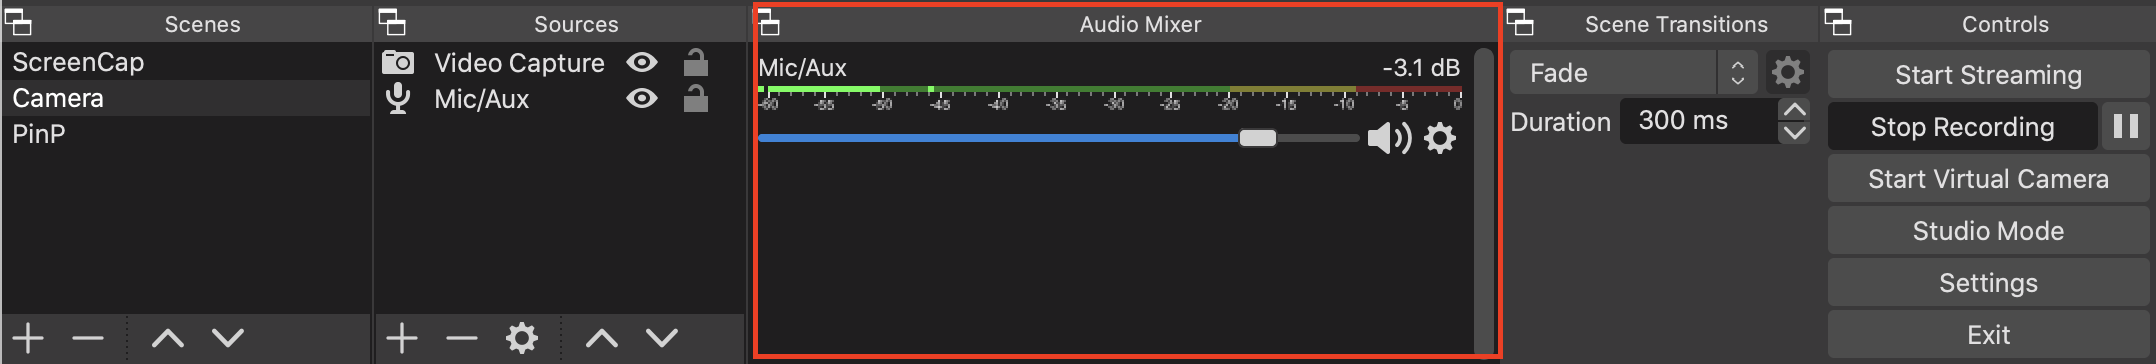 Scenes
ScreenCap
Camera
PinP
Sources
Video Capture
Mic/Aux
Audio Mixer
Mic/Aux -3.1 dB
-60 -55 -50 -45 -40 -35 -30 -25 -20 -15 -10 -5 0
Scene Transitions
Fade
Duration 300 ms
Controls
Start Streaming
Stop Recording
Start Virtual Camera
Studio Mode
Settings
Exit